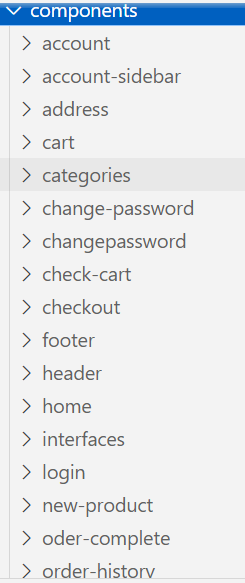 components
account
account-sidebar
address
cart
categories
change-password
changepassword
check-cart
checkout
footer
header
home
interfaces
login
new-product
oder-complete
order-history